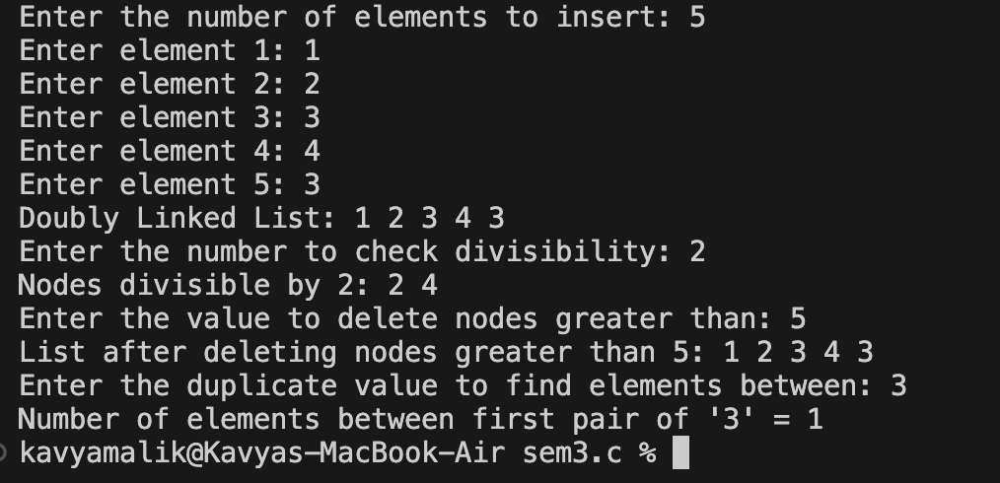 Enter the number of elements to insert: 5
Enter element 1: 1
Enter element 2: 2
Enter element 3: 3
Enter element 4: 4
Enter element 5: 3
Doubly Linked List: 1 2 3 4 3
Enter the number to check divisibility: 2
Nodes divisible by 2: 2 4
Enter the value to delete nodes greater than: 5
List after deleting nodes greater than 5: 1 2 3 4 3
Enter the duplicate value to find elements between: 3
Number of elements between first pair of '3' = 1
kavyamalik@Kavyas-MacBook-Air sem3.c %